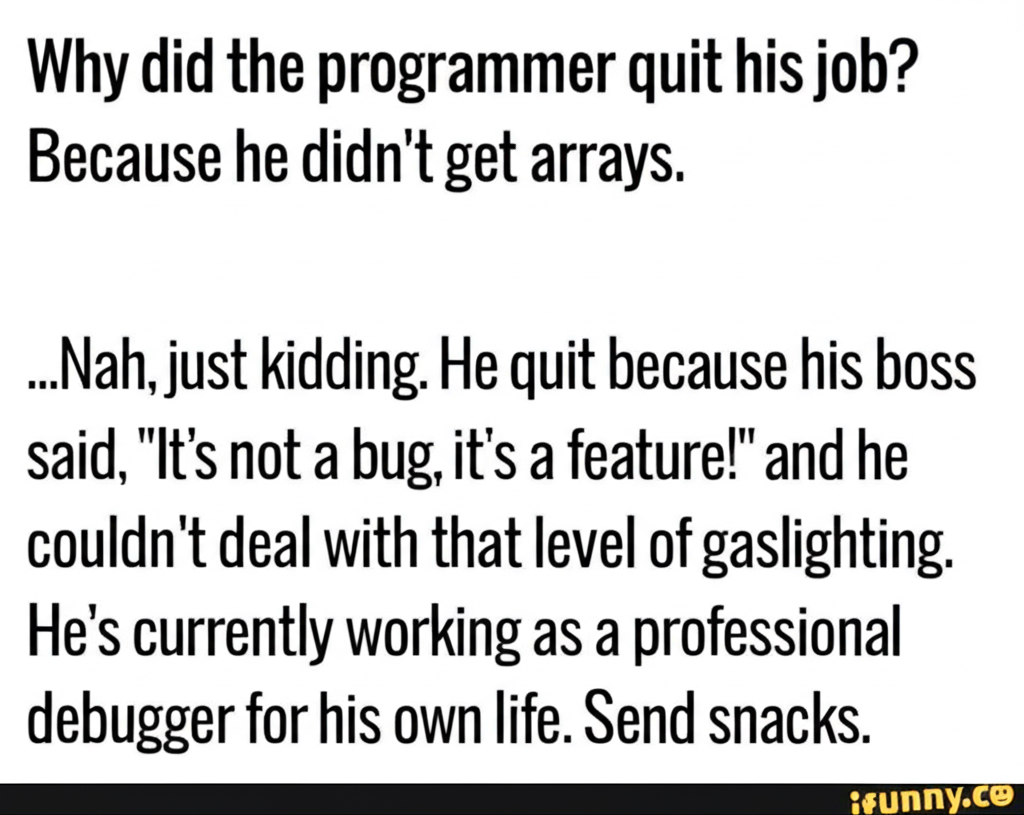 Why did the programmer quit his job?
Because he didn't get arrays.
...Nah, just kidding. He quit because his boss
said, "It's not a bug, it's a feature!" and he
couldn't deal with that level of gaslighting.
He's currently working as a professional
debugger for his own life. Send snacks.
ifunny.co